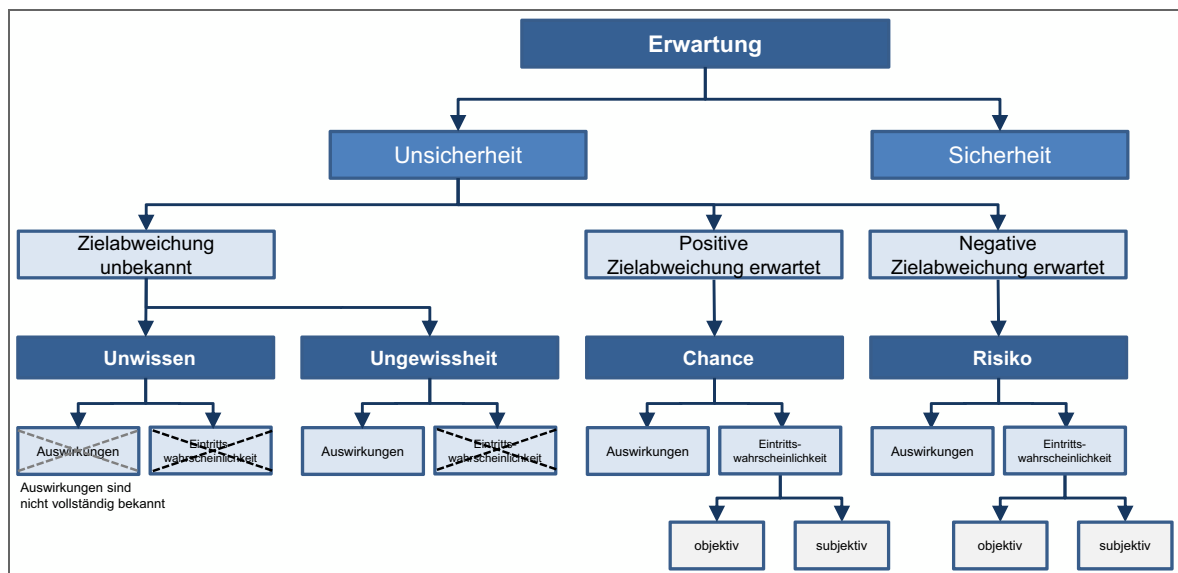 Erwartung
Unsicherheit
Sicherheit
Zielabweichung
unbekannt
Positive
Zielabweichung erwartet
Negative
Zielabweichung erwartet
Unwissen
Ungewissheit
Chance
Risiko
Auswirkungen
Eintritts-
wahrscheinlichkeit
Auswirkungen
Eintritts-
wahrscheinlichkeit
Auswirkungen
Eintritts-
wahrscheinlichkeit
Auswirkungen
Eintritts-
wahrscheinlichkeit
Auswirkungen sind
nicht vollständig bekannt
objektiv
subjektiv
objektiv
subjektiv